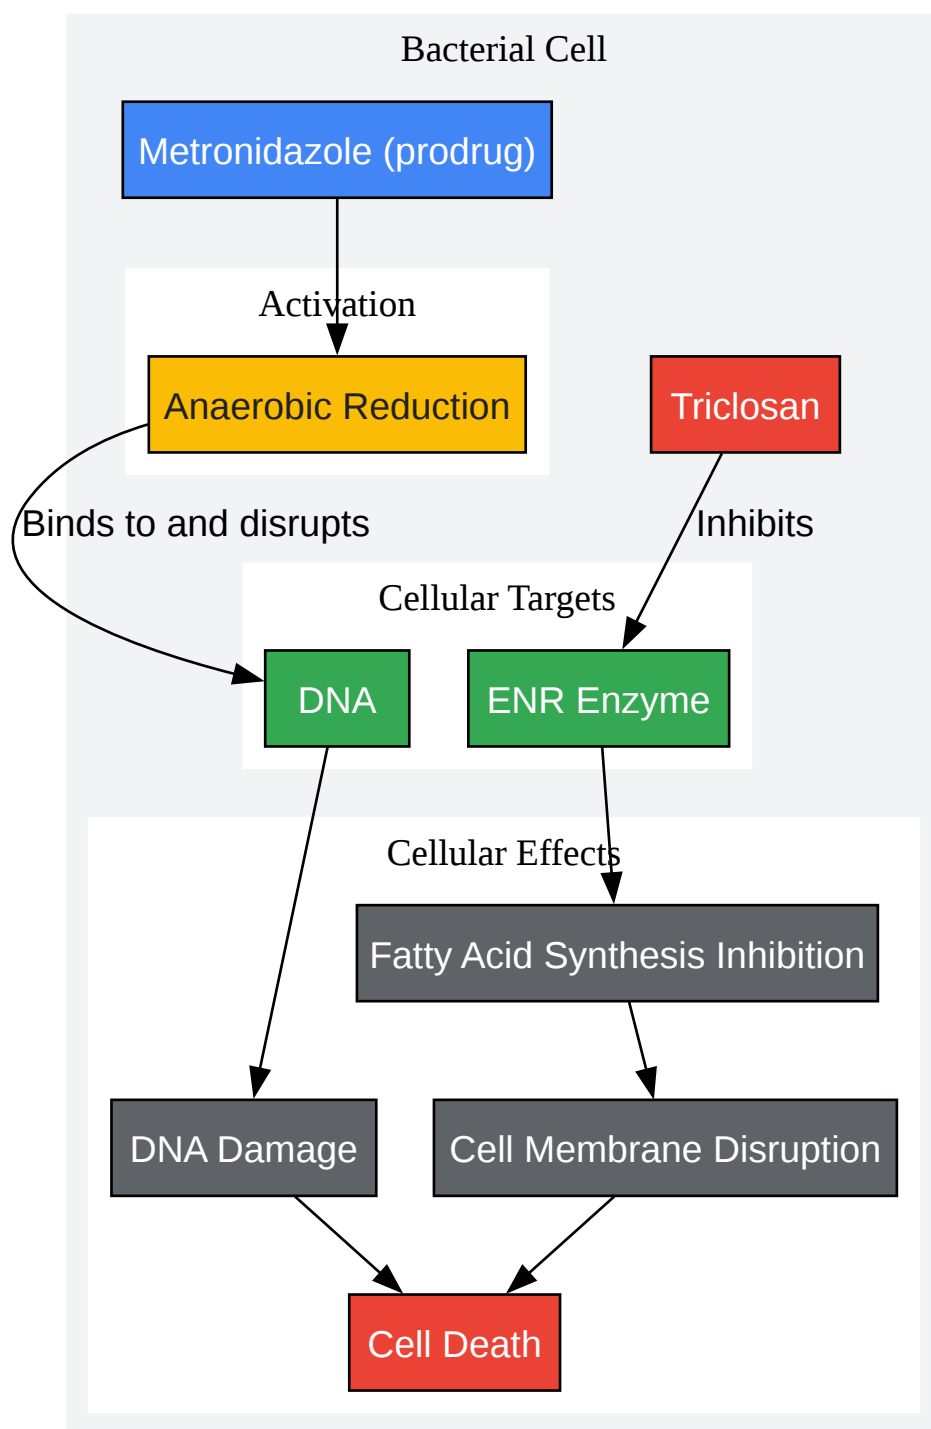 Bacterial Cell
Metronidazole (prodrug)
Activation
Anaerobic Reduction
Triclosan
Binds to and disrupts
Inhibits
Cellular Targets
DNA
ENR Enzyme
Cellular Effects
Fatty Acid Synthesis Inhibition
DNA Damage
Cell Membrane Disruption
Cell Death